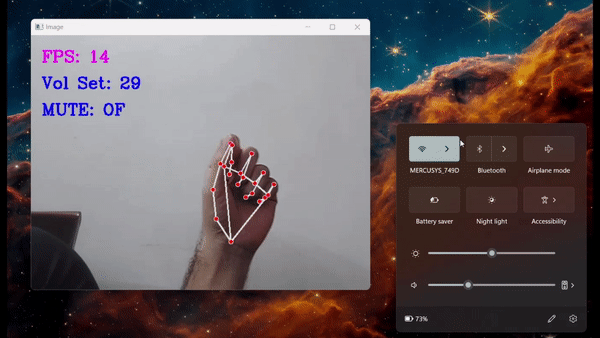 Image
FPS: 14
Vol Set: 29
MUTE: OF
MERCUSYS_749D
Bluetooth
Airplane mode
Battery saver
Night light
Accessibility
73%